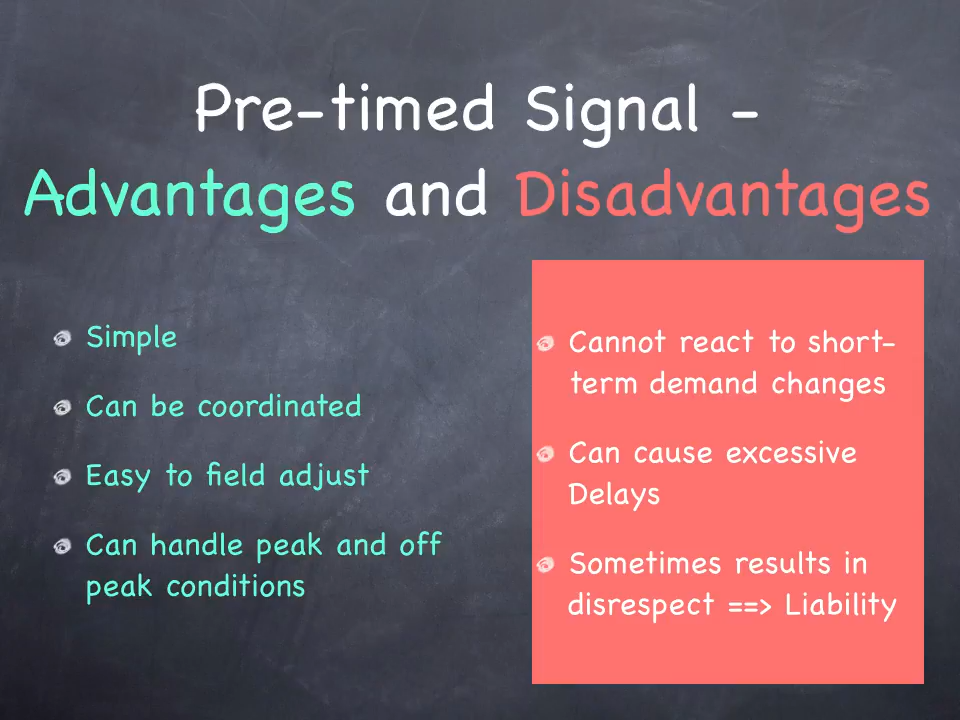 Pre-timed Signal -
Advantages and Disadvantages
Simple
Can be coordinated
Easy to field adjust
Can handle peak and off
peak conditions
Cannot react to short-
term demand changes
Can cause excessive
Delays
Sometimes results in
disrespect ==> Liability